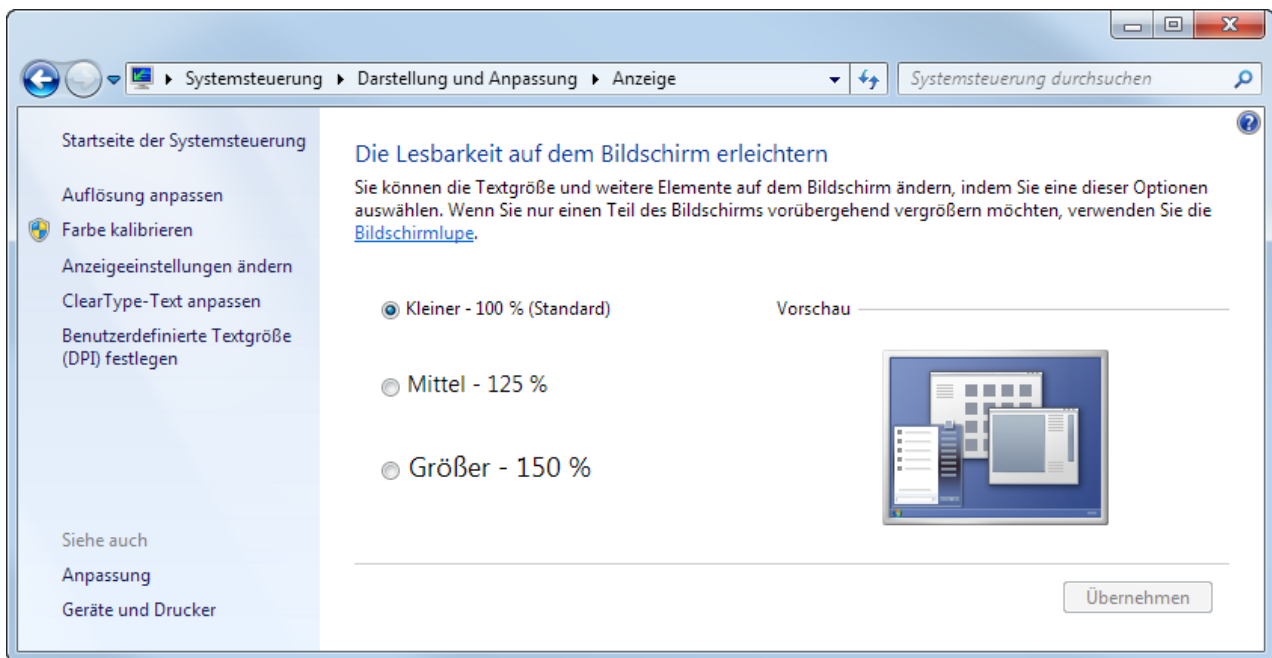 Systemsteuerung Darstellung und Anpassung Anzeige
Systemsteuerung durchsuchen
Startseite der Systemsteuerung
Auflösung anpassen
Farbe kalibrieren
Anzeigeeinstellungen ändern
ClearType-Text anpassen
Benutzerdefinierte Textgröße
(DPI) festlegen
Siehe auch
Anpassung
Geräte und Drucker
Die Lesbarkeit auf dem Bildschirm erleichtern
Sie können die Textgröße und weitere Elemente auf dem Bildschirm ändern, indem Sie eine dieser Optionen
auswählen. Wenn Sie nur einen Teil des Bildschirms vorübergehend vergrößern möchten, verwenden Sie die
Bildschirmlupe.
Kleiner - 100 % (Standard)
Vorschau
Mittel - 125 %
Größer - 150 %
Übernehmen